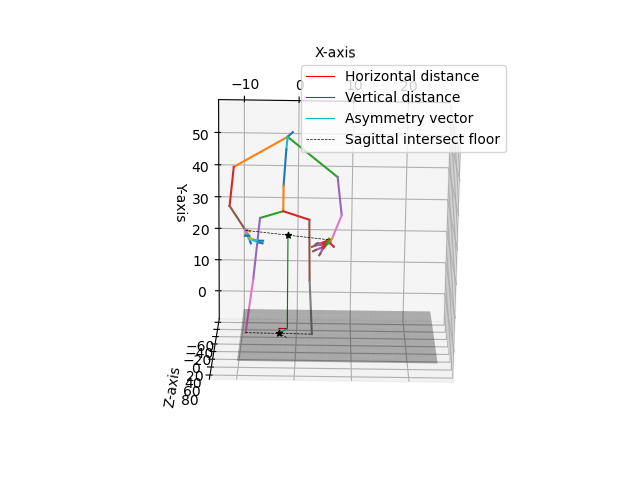 X-axis
−10 0 10 20
Horizontal distance
Vertical distance
Asymmetry vector
Sagittal intersect floor
50
40
30
20
10
0
Y-axis
−60
−40
−20
0
20
40
60
80
Z-axis